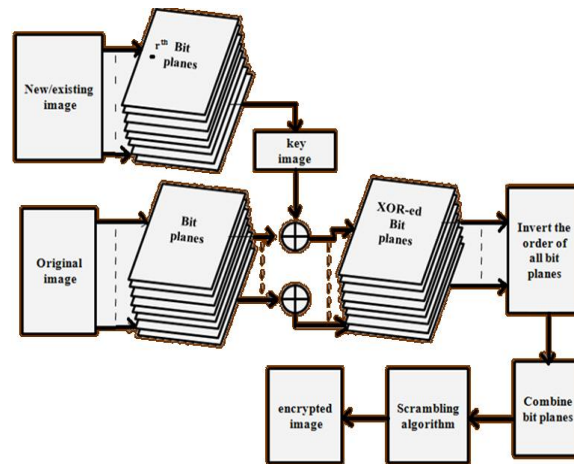 r th Bit
planes
New/existing
image
key
image
Bit
planes
XOR-ed
Bit
planes
Original
image
Invert the
order of
all bit
planes
encrypted
image
Scrambling
algorithm
Combine
bit planes